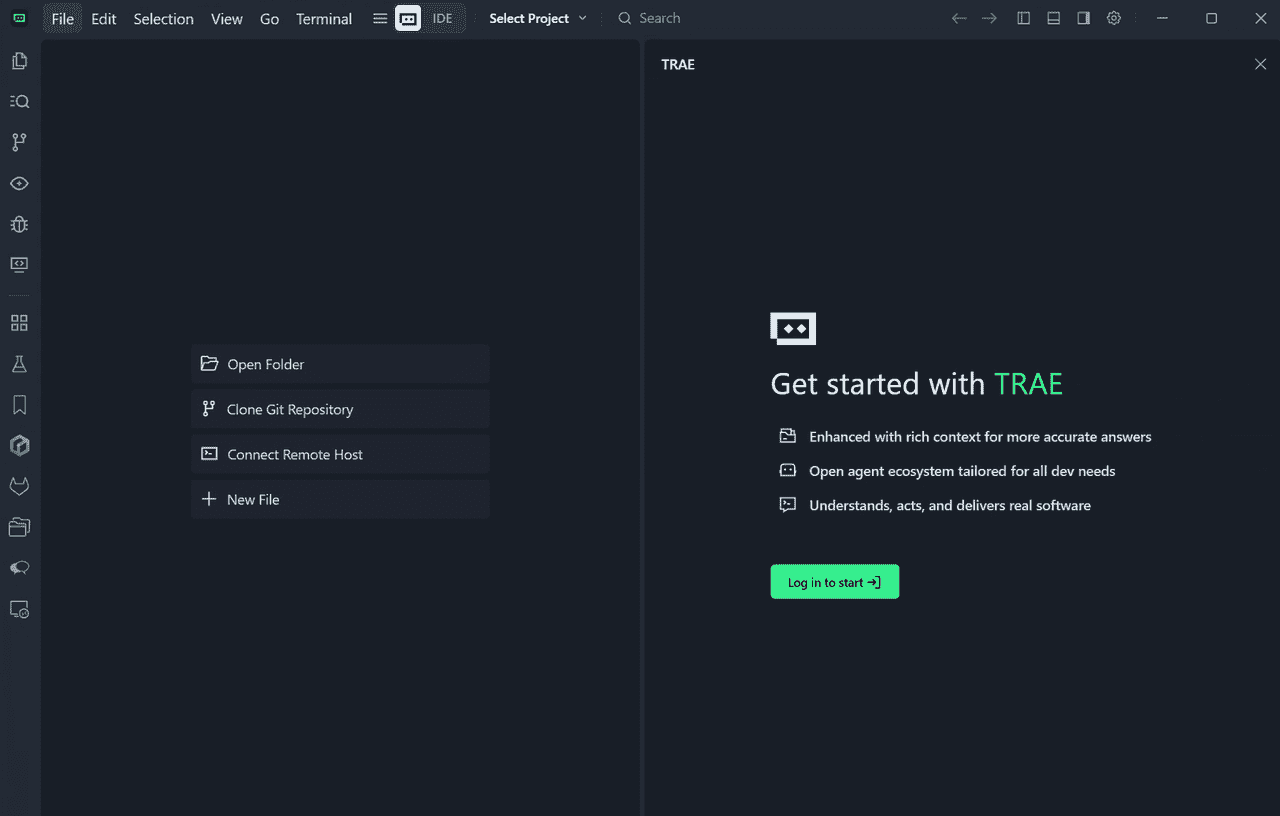 File Edit Selection View Go Terminal IDE Select Project Search
TRAE
Open Folder
Clone Git Repository
Connect Remote Host
New File
Get started with TRAE
Enhanced with rich context for more accurate answers
Open agent ecosystem tailored for all dev needs
Understands, acts, and delivers real software
Log in to start